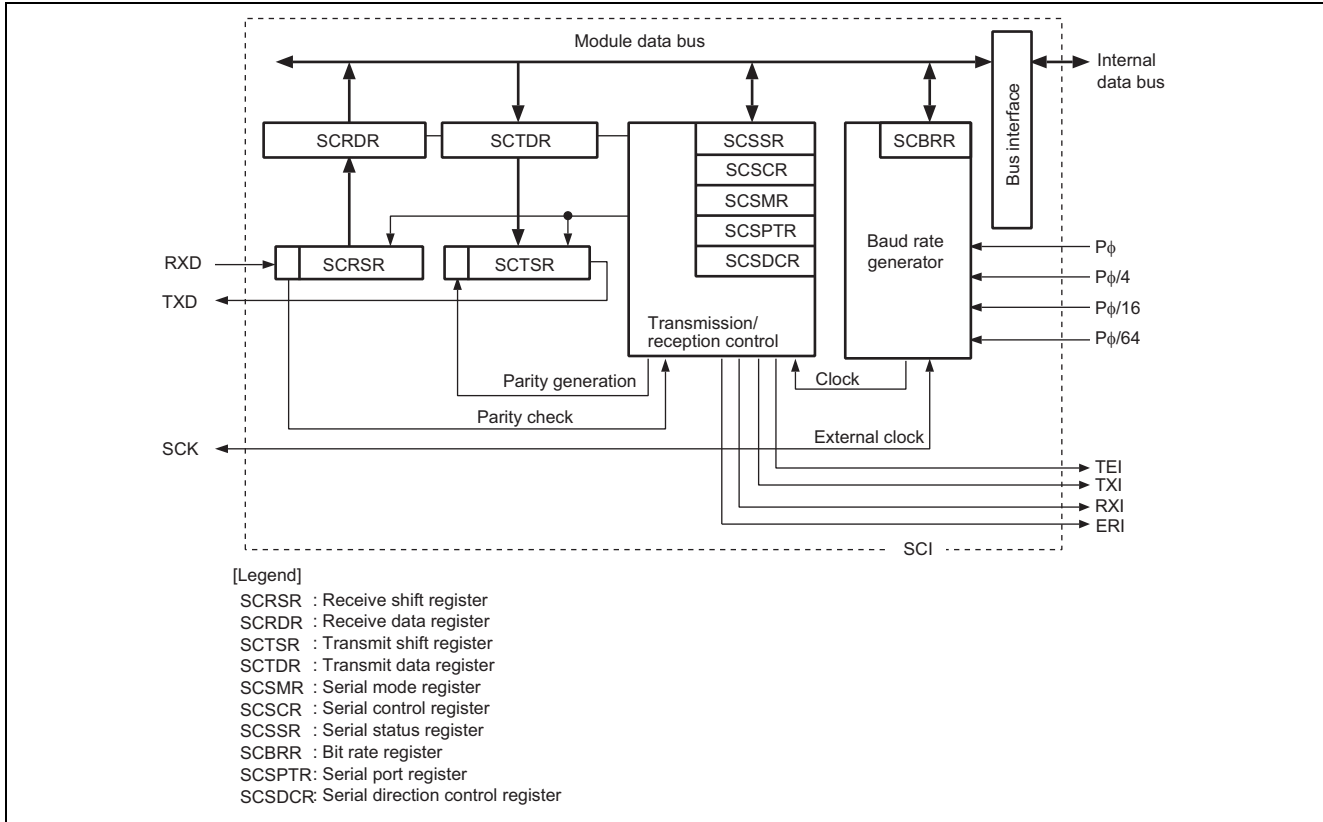 Module data bus
Internal
data bus
Bus interface
SCRDR
SCTDR
SCSSR
SCBRR
SCSCR
SCSMR
SCSPTR
SCSDCR
Baud rate
generator
RXD
SCRSR
SCTSR
TXD
Pϕ
Pϕ/4
Pϕ/16
Pϕ/64
Transmission/
reception control
Parity generation
Clock
Parity check
SCK
External clock
TEI
TXI
RXI
ERI
SCI
[Legend]
SCRSR : Receive shift register
SCRDR : Receive data register
SCTSR : Transmit shift register
SCTDR : Transmit data register
SCSMR : Serial mode register
SCSCR : Serial control register
SCSSR : Serial status register
SCBRR : Bit rate register
SCSPTR: Serial port register
SCSDCR: Serial direction control register